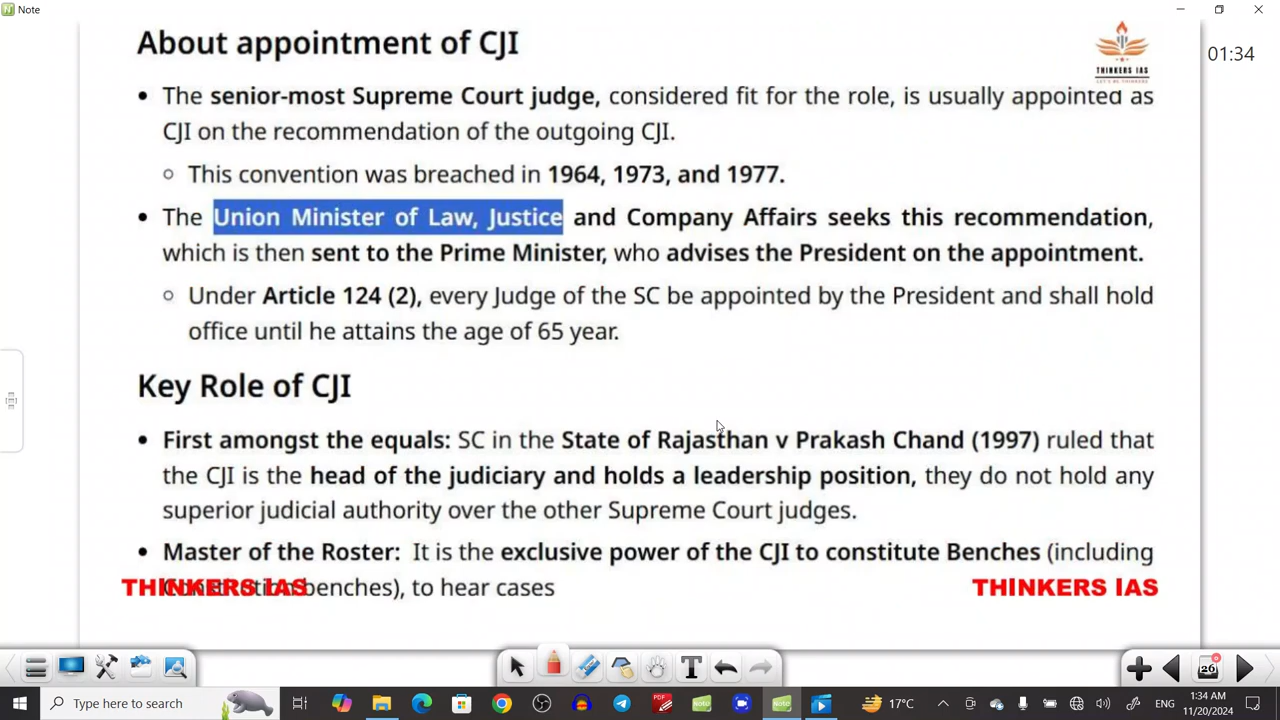 Note
About appointment of CJI
THINKERS IAS
LET'S BE THINKERS
01:34
• The senior-most Supreme Court judge, considered fit for the role, is usually appointed as
CJI on the recommendation of the outgoing CJI.
○ This convention was breached in 1964, 1973, and 1977.
• The Union Minister of Law, Justice and Company Affairs seeks this recommendation,
which is then sent to the Prime Minister, who advises the President on the appointment.
○ Under Article 124 (2), every Judge of the SC be appointed by the President and shall hold
office until he attains the age of 65 year.
Key Role of CJI
• First amongst the equals: SC in the State of Rajasthan v Prakash Chand (1997) ruled that
the CJI is the head of the judiciary and holds a leadership position, they do not hold any
superior judicial authority over the other Supreme Court judges.
• Master of the Roster: It is the exclusive power of the CJI to constitute Benches (including
Constitution benches), to hear cases
THINKERS IAS
THINKERS IAS
26
Type here to search
17°C
ENG
1:34 AM
11/20/2024